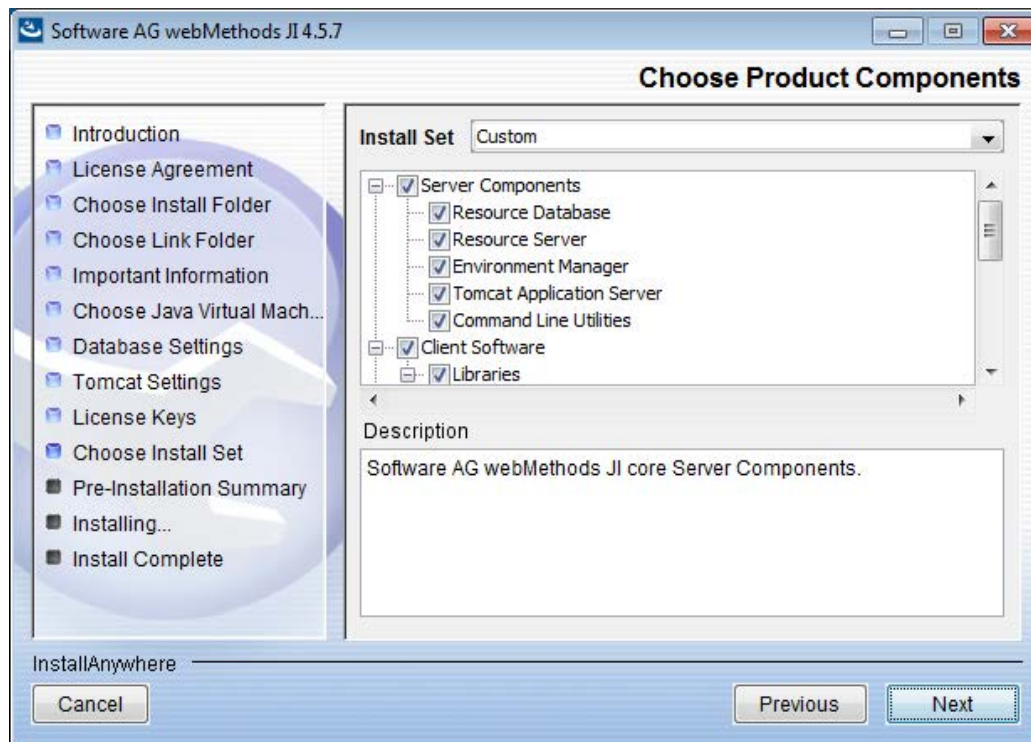 Software AG webMethods JI 4.5.7
Choose Product Components
Introduction
License Agreement
Choose Install Folder
Choose Link Folder
Important Information
Choose Java Virtual Mach...
Database Settings
Tomcat Settings
License Keys
Choose Install Set
Pre-Installation Summary
Installing...
Install Complete
Install Set Custom
Server Components
Resource Database
Resource Server
Environment Manager
Tomcat Application Server
Command Line Utilities
Client Software
Libraries
Description
Software AG webMethods JI core Server Components.
InstallAnywhere
Cancel Previous Next